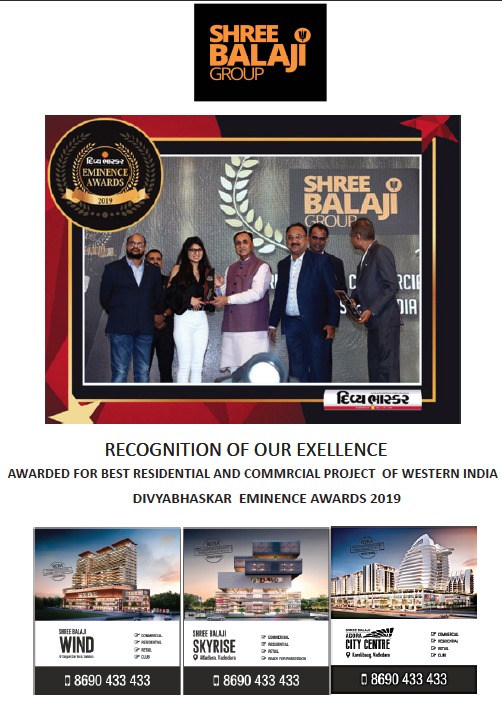 SHREE
BALAJI
GROUP
દિવ્ય ભાસ્કર
EMINENCE
AWARDS
2019
SHREE
BALAJI
GROUP
દિવ્ય ભાસ્કર
RECOGNITION OF OUR EXELLENCE
AWARDED FOR BEST RESIDENTIAL AND COMMRCIAL PROJECT OF WESTERN INDIA
DIVYABHASKAR EMINENCE AWARDS 2019
SHREE BALAJI
WIND
COMMERCIAL
RESIDENTIAL
RETAIL
CLUB
8690 433 433
SHREE BALAJI
SKYRISE
Vadodara
COMMERCIAL
RESIDENTIAL
RETAIL
READY FOR POSSESSION
8690 433 433
SHREE BALAJI
AGORA
CITY CENTRE
Karelibaug, Vadodara
COMMERCIAL
RESIDENTIAL
RETAIL
CLUB
8690 433 433